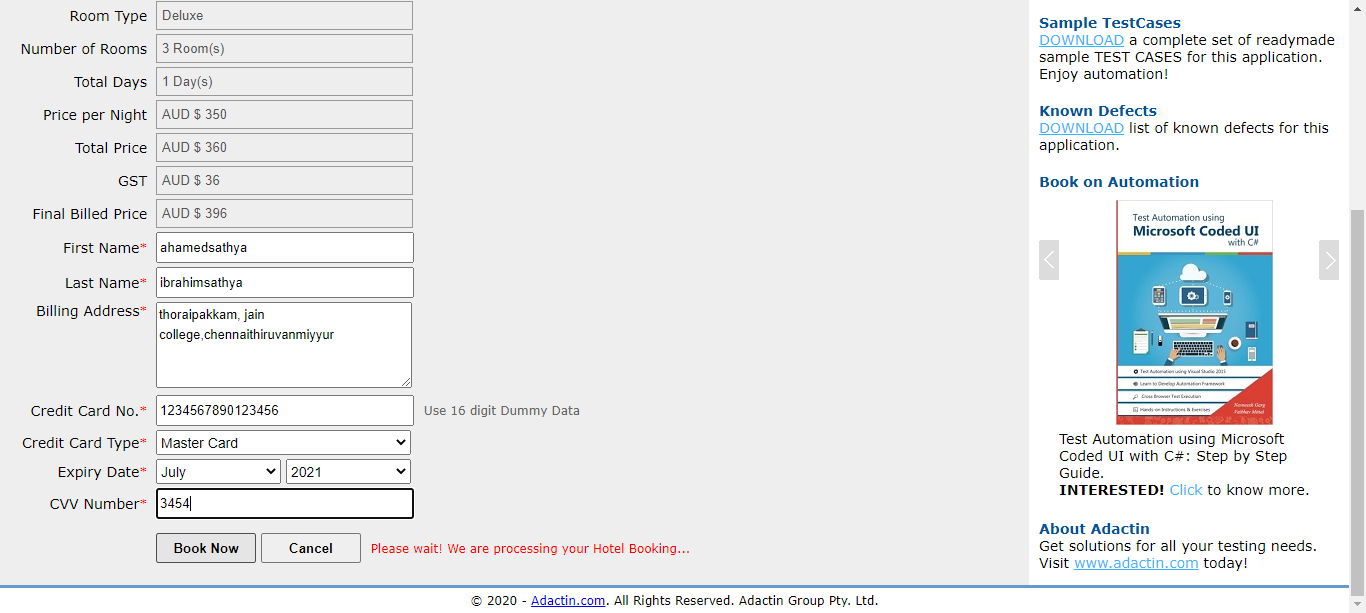 Room Type Deluxe
Number of Rooms 3 Room(s)
Total Days 1 Day(s)
Price per Night AUD $ 350
Total Price AUD $ 360
GST AUD $ 36
Final Billed Price AUD $ 396
First Name* ahamedsathya
Last Name* ibrahimsathya
Billing Address* thoraipakkam, jain
college,chennaithiruvanmiyyur
Credit Card No.* 1234567890123456 Use 16 digit Dummy Data
Credit Card Type* Master Card
Expiry Date* July 2021
CVV Number* 3454
Book Now Cancel Please wait! We are processing your Hotel Booking...
Sample TestCases
DOWNLOAD a complete set of readymade
sample TEST CASES for this application.
Enjoy automation!
Known Defects
DOWNLOAD list of known defects for this
application.
Book on Automation
Test Automation using
Microsoft Coded UI
with C#
Test Automation using Visual Studio 2015
Learn to Develop Automation Framework
Cross Browser Test Execution
Hands-on Instructions & Exercises
Navneesh Garg
Test Automation using Microsoft
Coded UI with C#: Step by Step
Guide.
INTERESTED! Click to know more.
About Adactin
Get solutions for all your testing needs.
Visit www.adactin.com today!
© 2020 - Adactin.com. All Rights Reserved. Adactin Group Pty. Ltd.